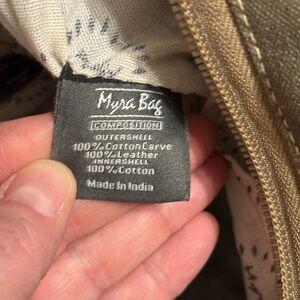 Myra Bag
COMPOSITION
OUTERSHELL
100%CottonCarve
100%Leather
INNERSHELL
100%Cotton
Made In India